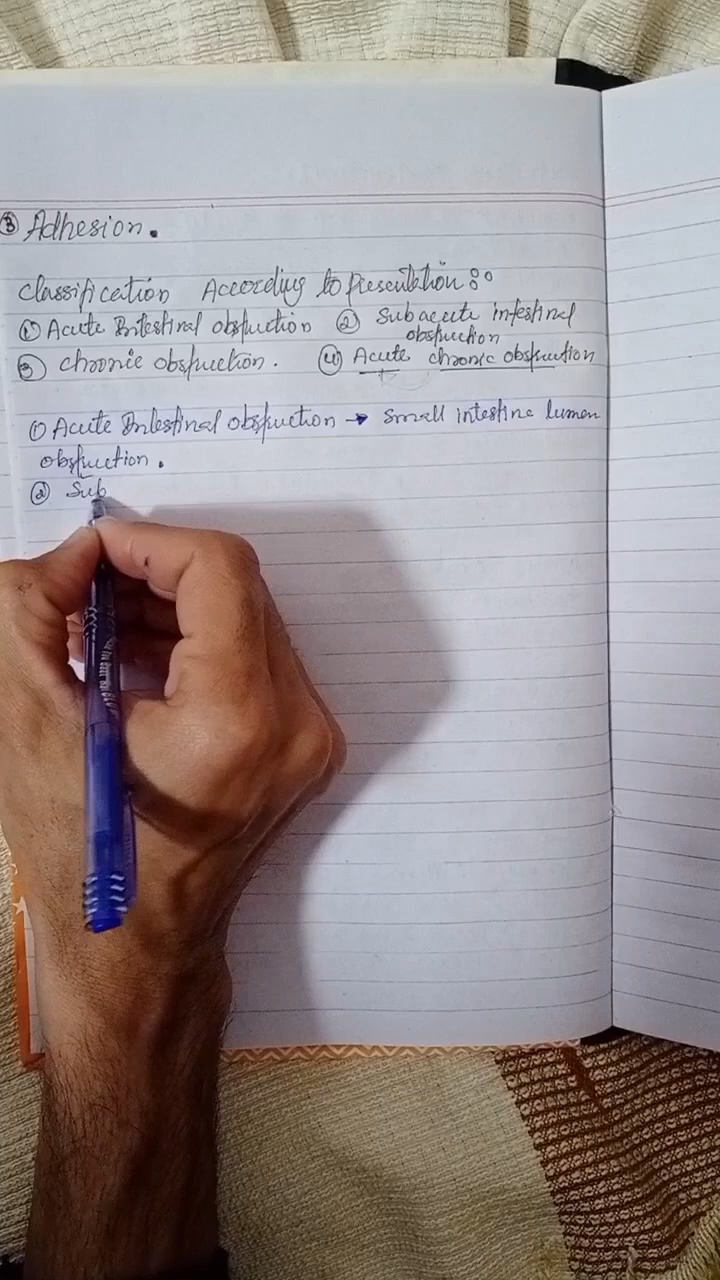 ③ Adhesion.
Classification According to Presentation :-
① Acute Intestinal obstruction ② Subacute intestinal
obstruction
③ chronic obstruction. ④ Acute chronic obstruction
① Acute Intestinal obstruction → Small intestine lumen
obstruction.
② Sub